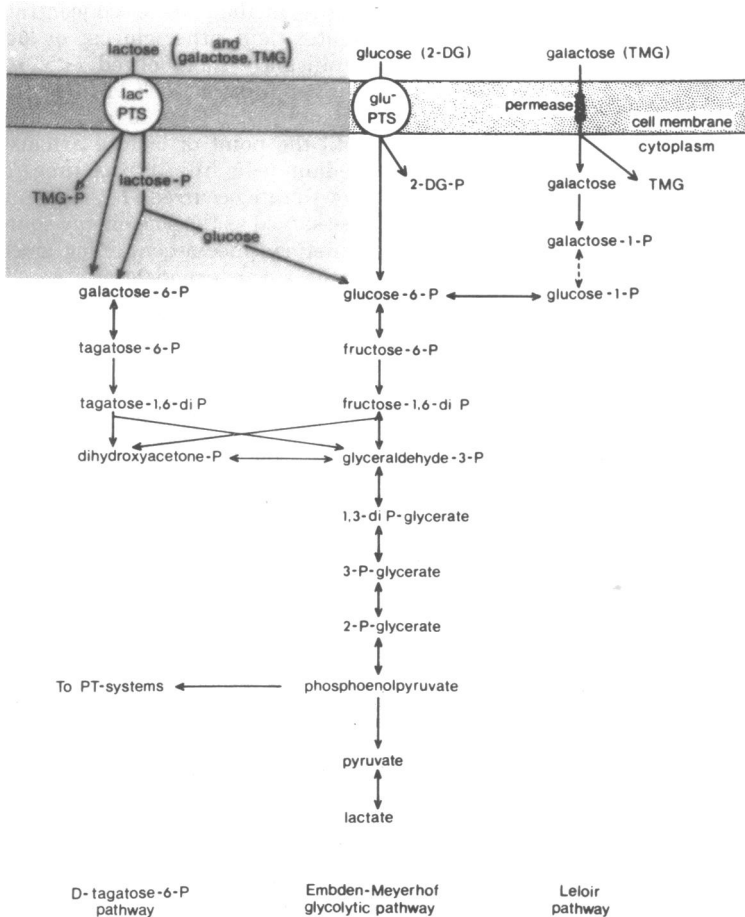 lactose (and galactose, TMG)
glucose (2-DG)
galactose (TMG)
lac- PTS
glu- PTS
permease
cell membrane
cytoplasm
TMG-P
lactose-P
2-DG-P
galactose
TMG
glucose
galactose-1-P
galactose-6-P
glucose-6-P
glucose-1-P
tagatose-6-P
fructose-6-P
tagatose-1,6-di P
fructose-1,6-di P
dihydroxyacetone-P
glyceraldehyde-3-P
1,3-di P-glycerate
3-P-glycerate
2-P-glycerate
To PT-systems
phosphoenolpyruvate
pyruvate
lactate
D-tagatose-6-P
pathway
Embden-Meyerhof
glycolytic pathway
Leloir
pathway